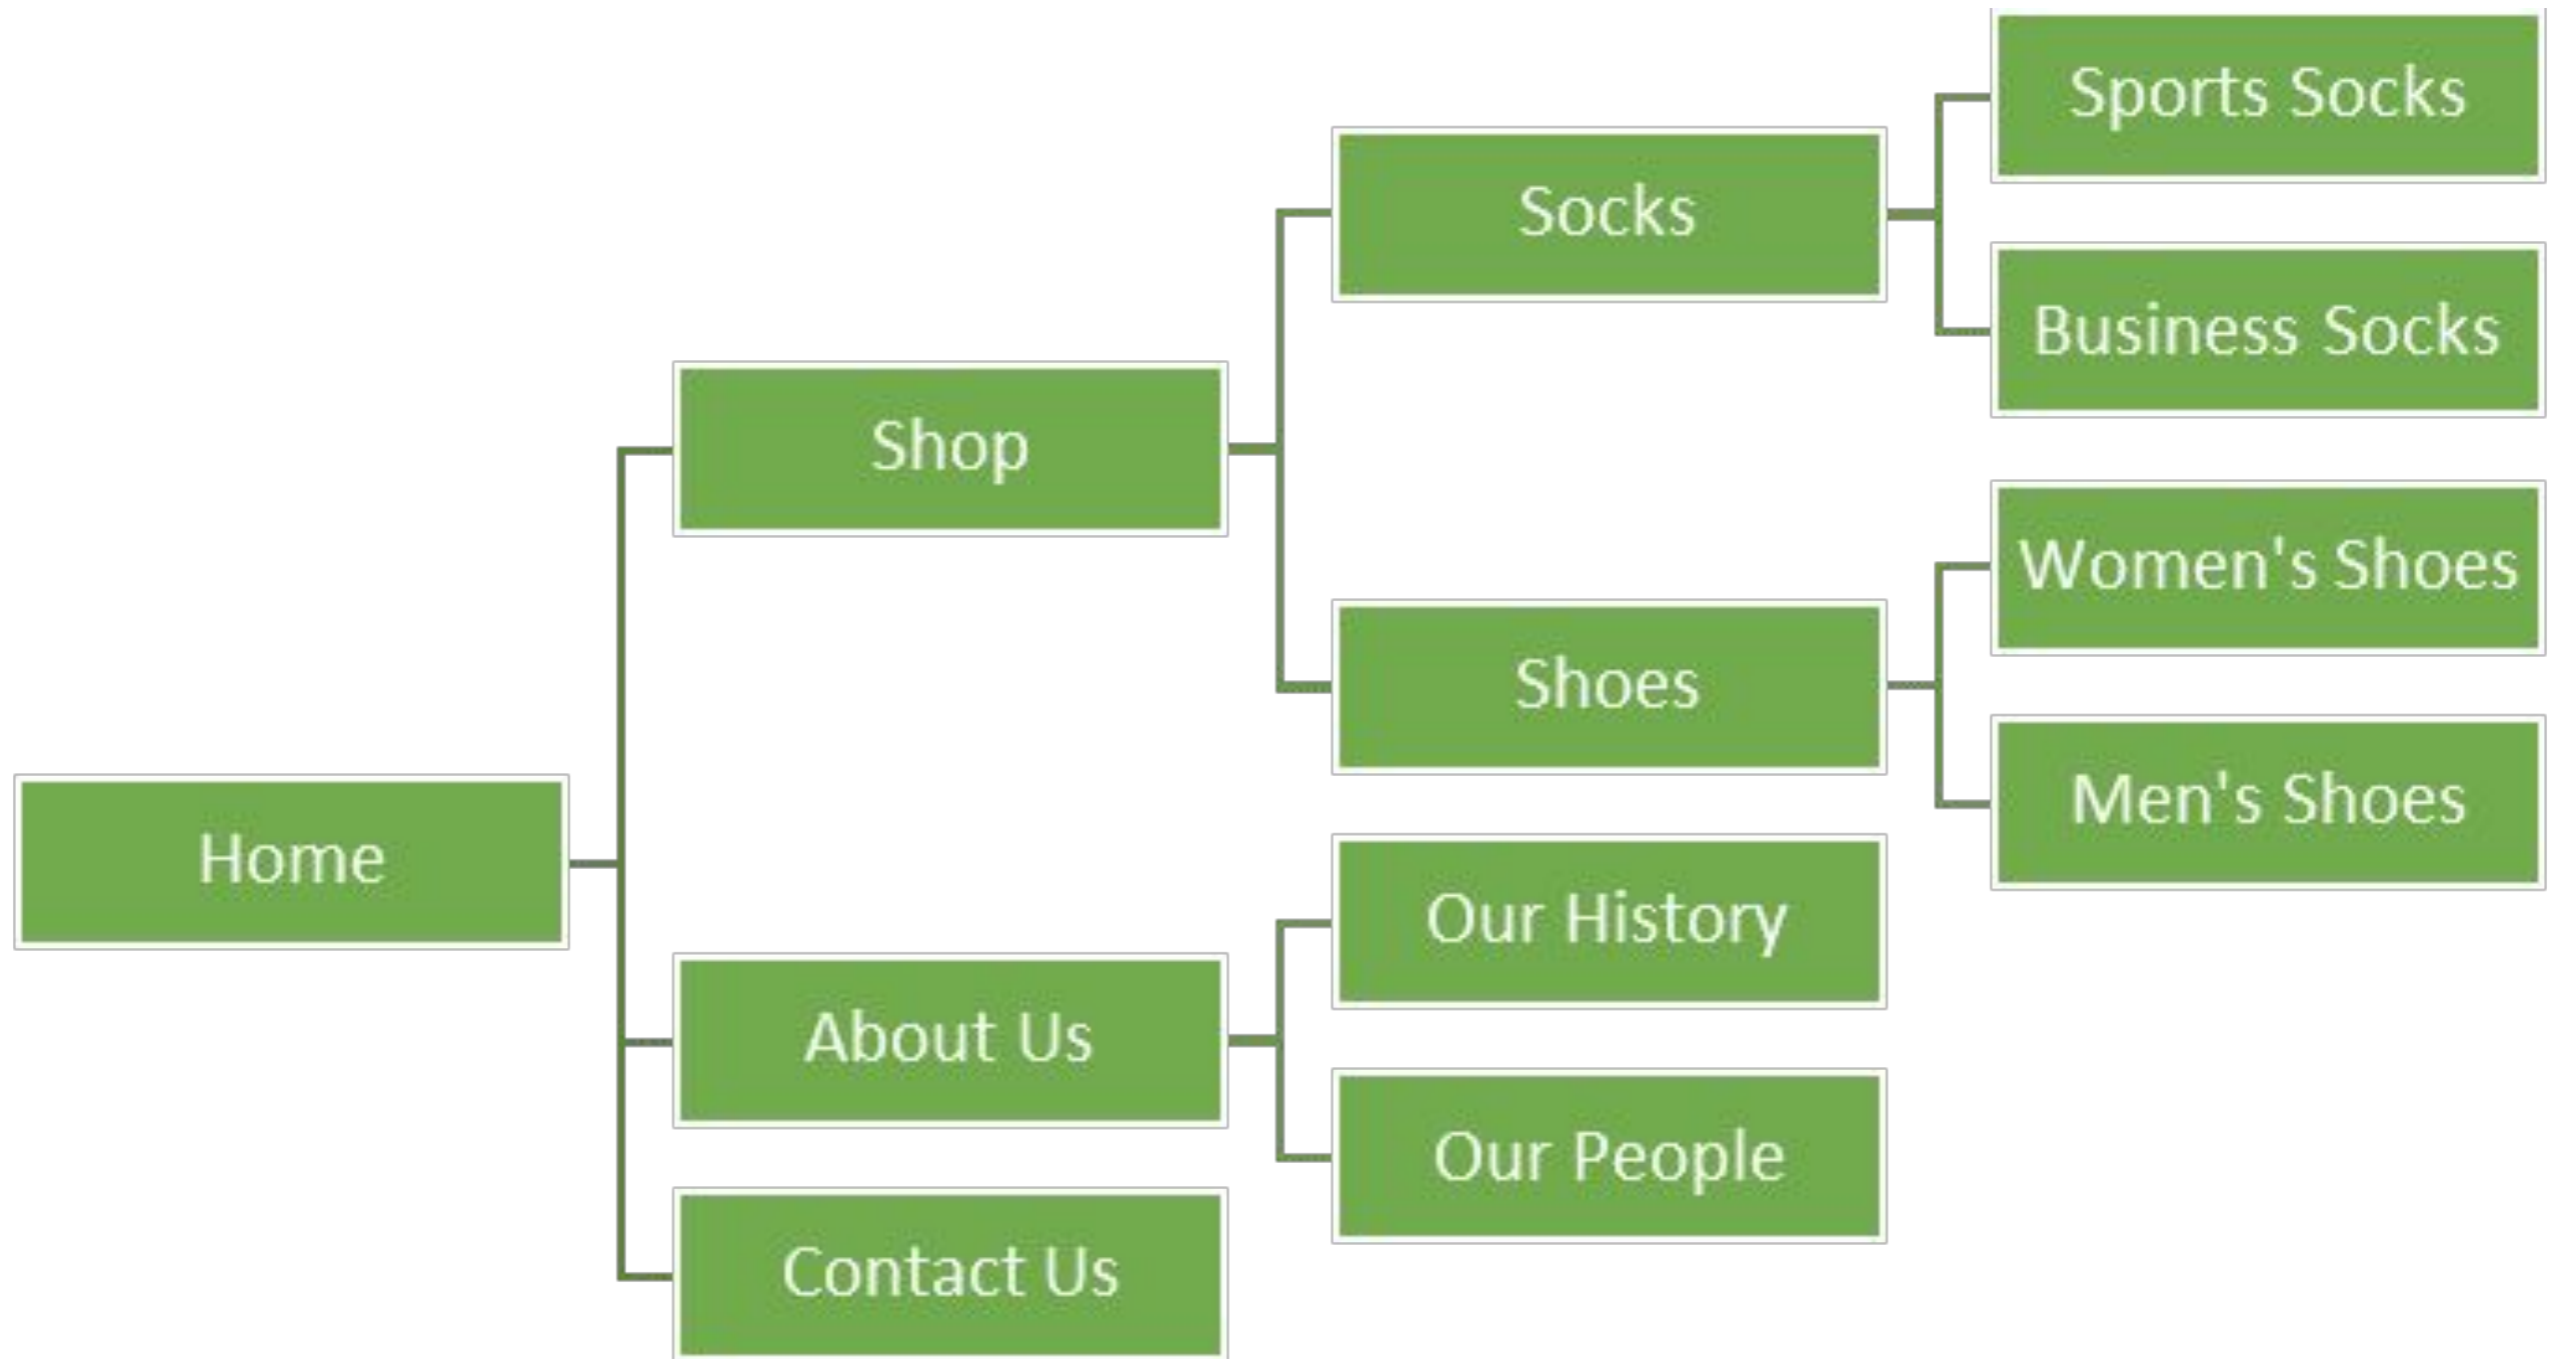 Home
Shop
Socks
Sports Socks
Business Socks
Shoes
Women's Shoes
Men's Shoes
About Us
Our History
Our People
Contact Us